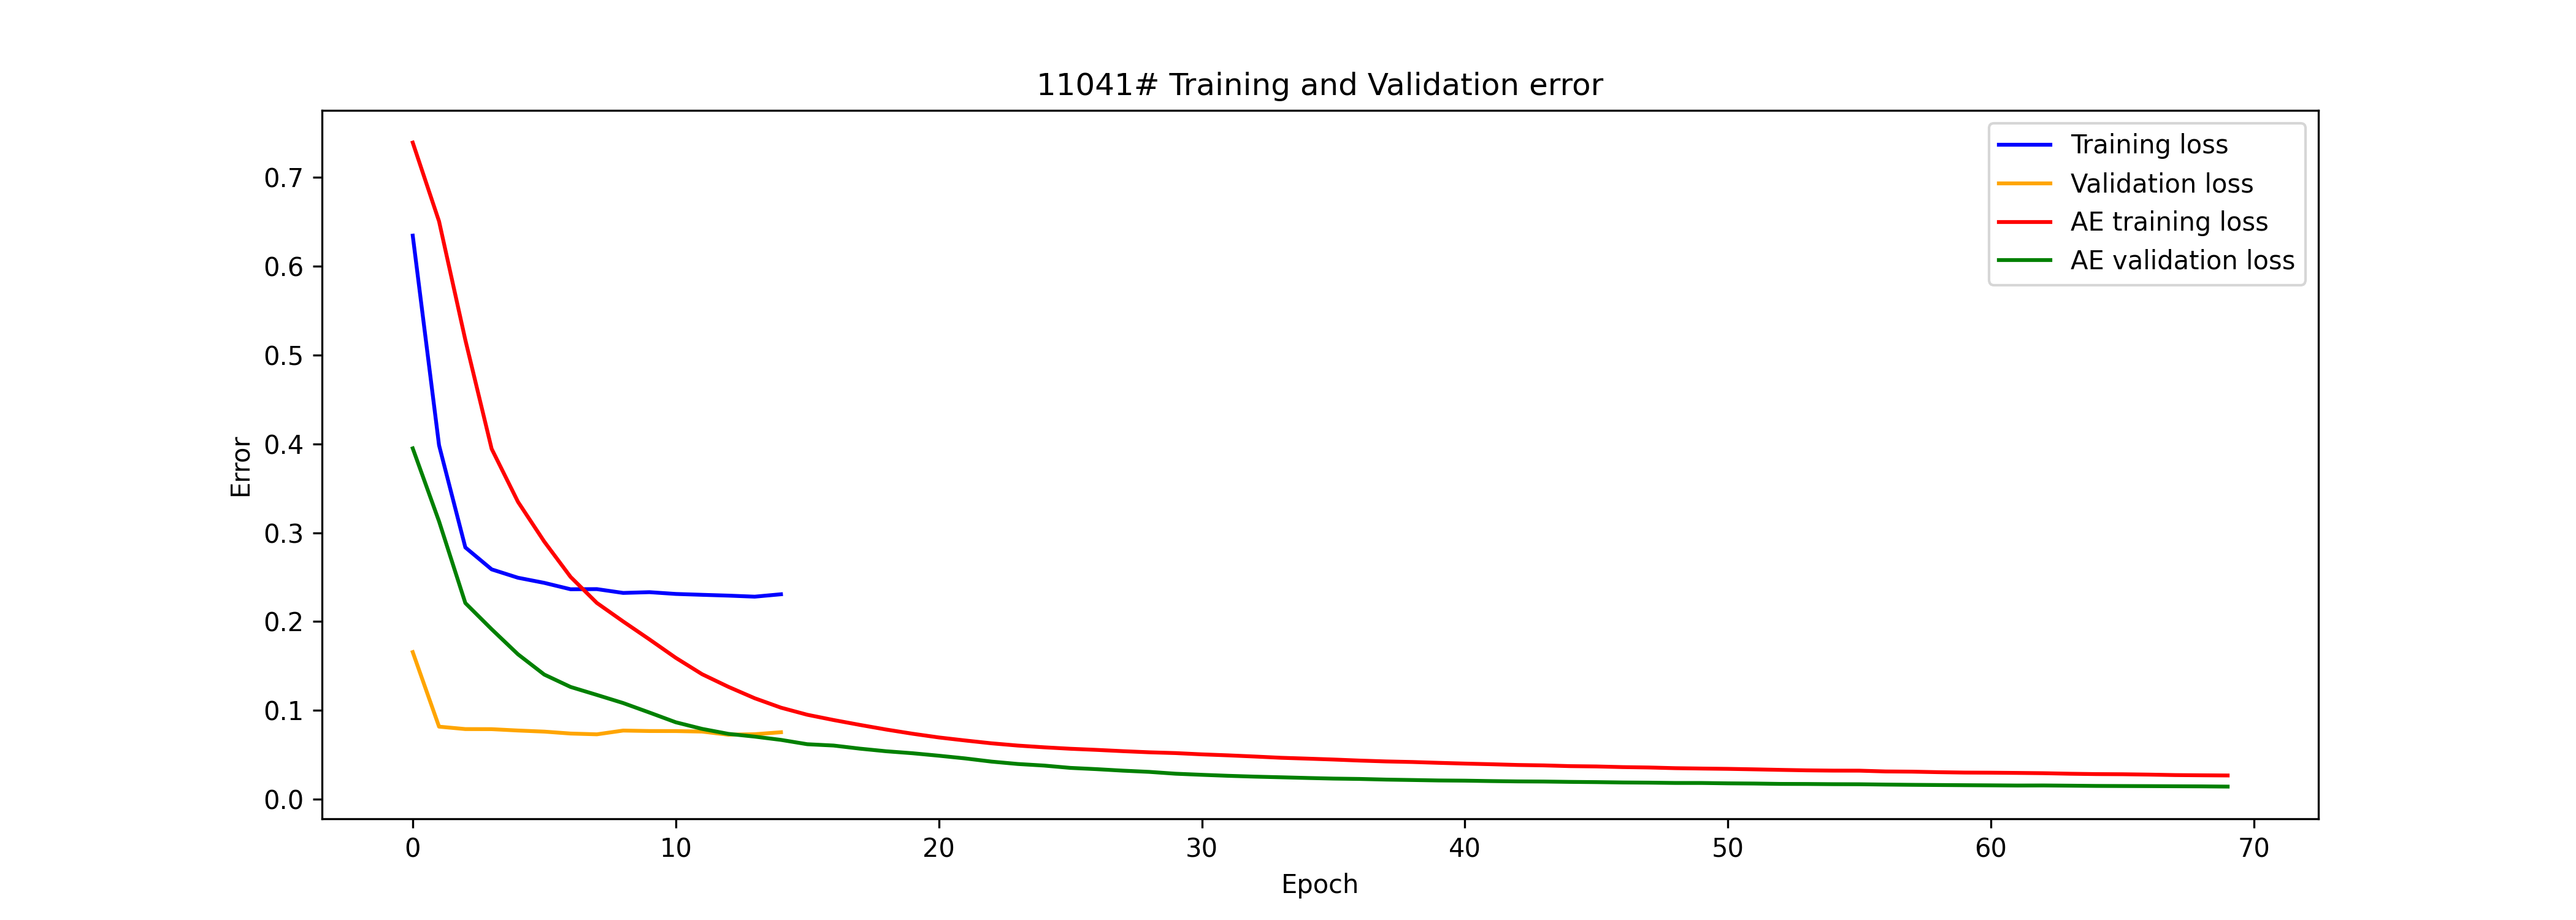 11041# Training and Validation error
Training loss
Validation loss
AE training loss
AE validation loss
Error
0.7
0.6
0.5
0.4
0.3
0.2
0.1
0.0
0 10 20 30 40 50 60 70
Epoch